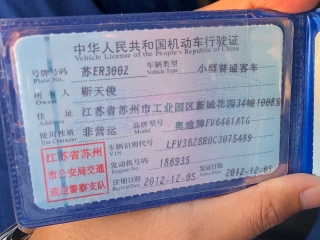 中华人民共和国机动车行驶证
Vehicle License of the People's Republic of China
号牌号码 苏ER300Z 车辆类型 小型普通客车
Plate No. Vehicle Type
所有人 靳天俊
Owner
住址 江苏省苏州市工业园区新城花园34幢1008室
Address
使用性质 非营运 品牌型号 奥迪牌FV6461ATG
Use Character Model
江苏省苏州
市公安局交通
巡逻警察支队
车辆识别代号 LFV3B28R0C3075489
VIN
发动机号码 186935
Engine No.
注册日期 2012-12-05 发证日期 2012-12-05
Register Date Issue Date